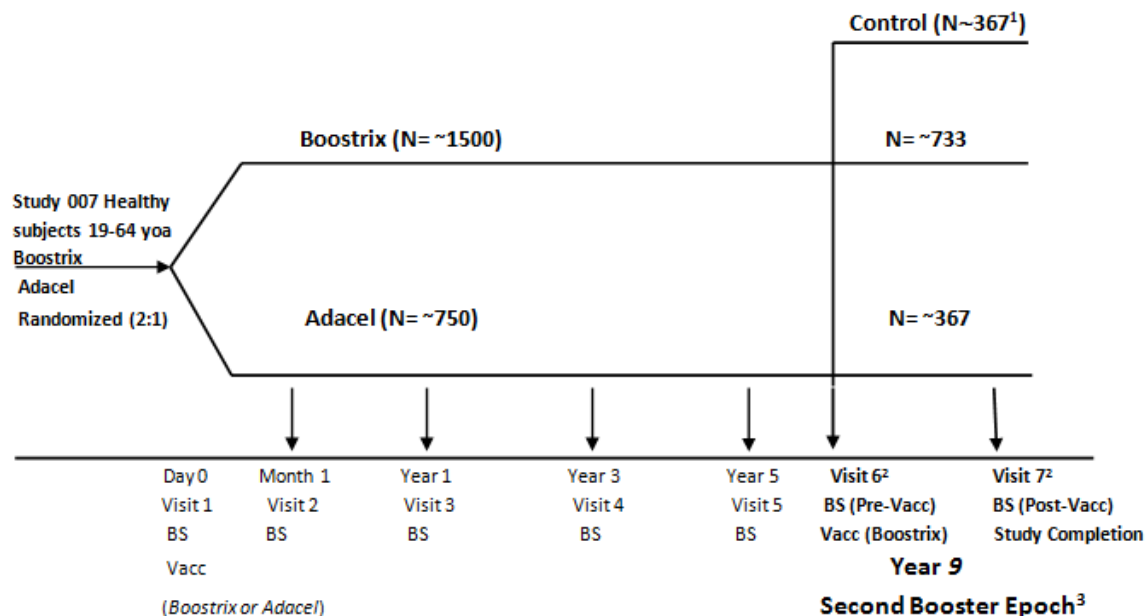 Control (N~367¹)
Boostrix (N= ~1500)
N= ~733
Study 007 Healthy
subjects 19-64 yoa
Boostrix
Adacel
Randomized (2:1)
Adacel (N= ~750)
N= ~367
Day 0 Month 1 Year 1 Year 3 Year 5 Visit 6² Visit 7²
Visit 1 Visit 2 Visit 3 Visit 4 Visit 5 BS (Pre-Vacc) BS (Post-Vacc)
BS BS BS BS BS Vacc (Boostrix) Study Completion
Vacc Year 9
(Boostrix or Adacel) Second Booster Epoch³